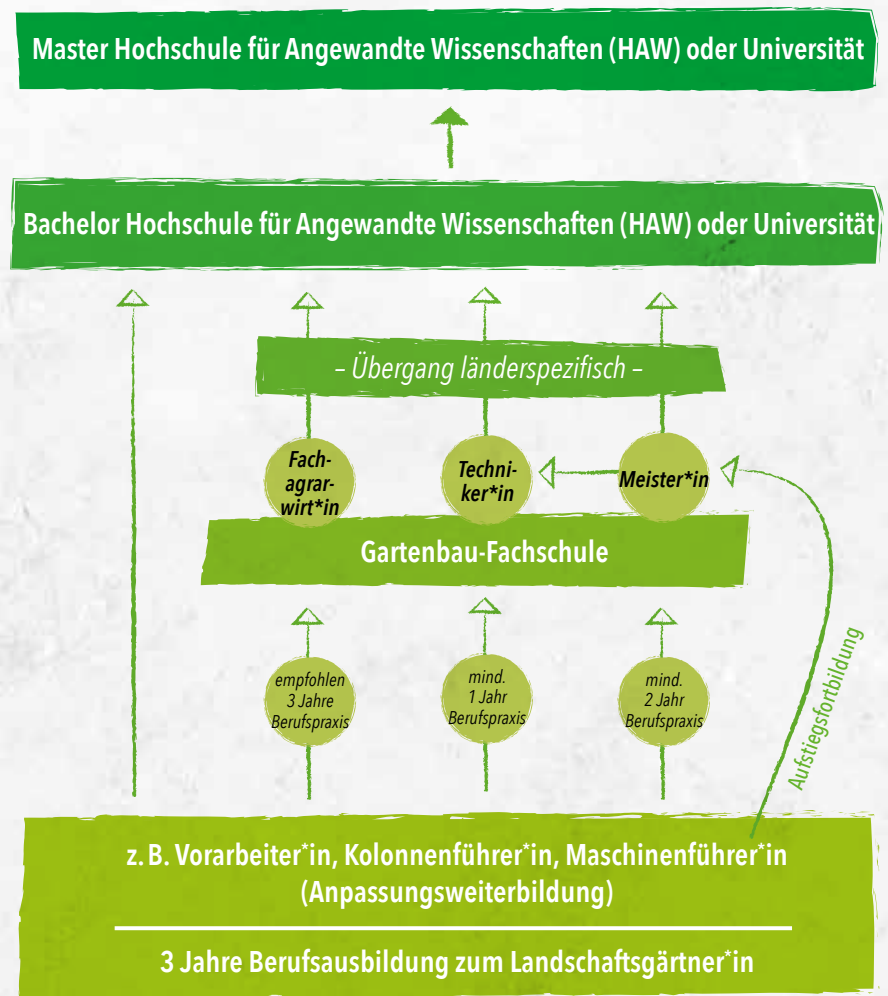 Master Hochschule für Angewandte Wissenschaften (HAW) oder Universität
Bachelor Hochschule für Angewandte Wissenschaften (HAW) oder Universität
– Übergang länderspezifisch –
Fach-
agrar-
wirt*in
Techni-
ker*in
Meister*in
Gartenbau-Fachschule
empfohlen
3 Jahre
Berufspraxis
mind.
1 Jahr
Berufspraxis
mind.
2 Jahr
Berufspraxis
Aufstiegsfortbildung
z. B. Vorarbeiter*in, Kolonnenführer*in, Maschinenführer*in
(Anpassungsweiterbildung)
3 Jahre Berufsausbildung zum Landschaftsgärtner*in